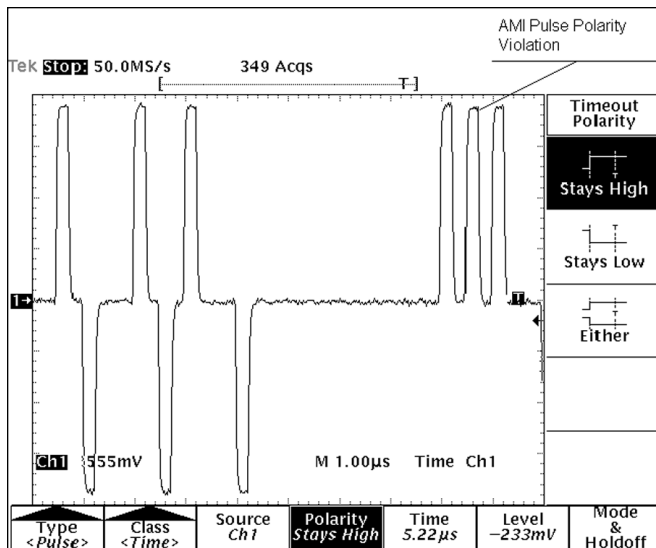 AMI Pulse Polarity
Violation
Tek Stop: 50.0MS/s 349 Acqs
[ T ]
Timeout
Polarity
T
Stays High
T
Stays Low
T
Either
1→
T
Ch1 555mV M 1.00µs Time Ch1
Type
<Pulse>
Class
<Time>
Source
Ch1
Polarity
Stays High
Time
5.22µs
Level
−233mV
Mode
&
Holdoff